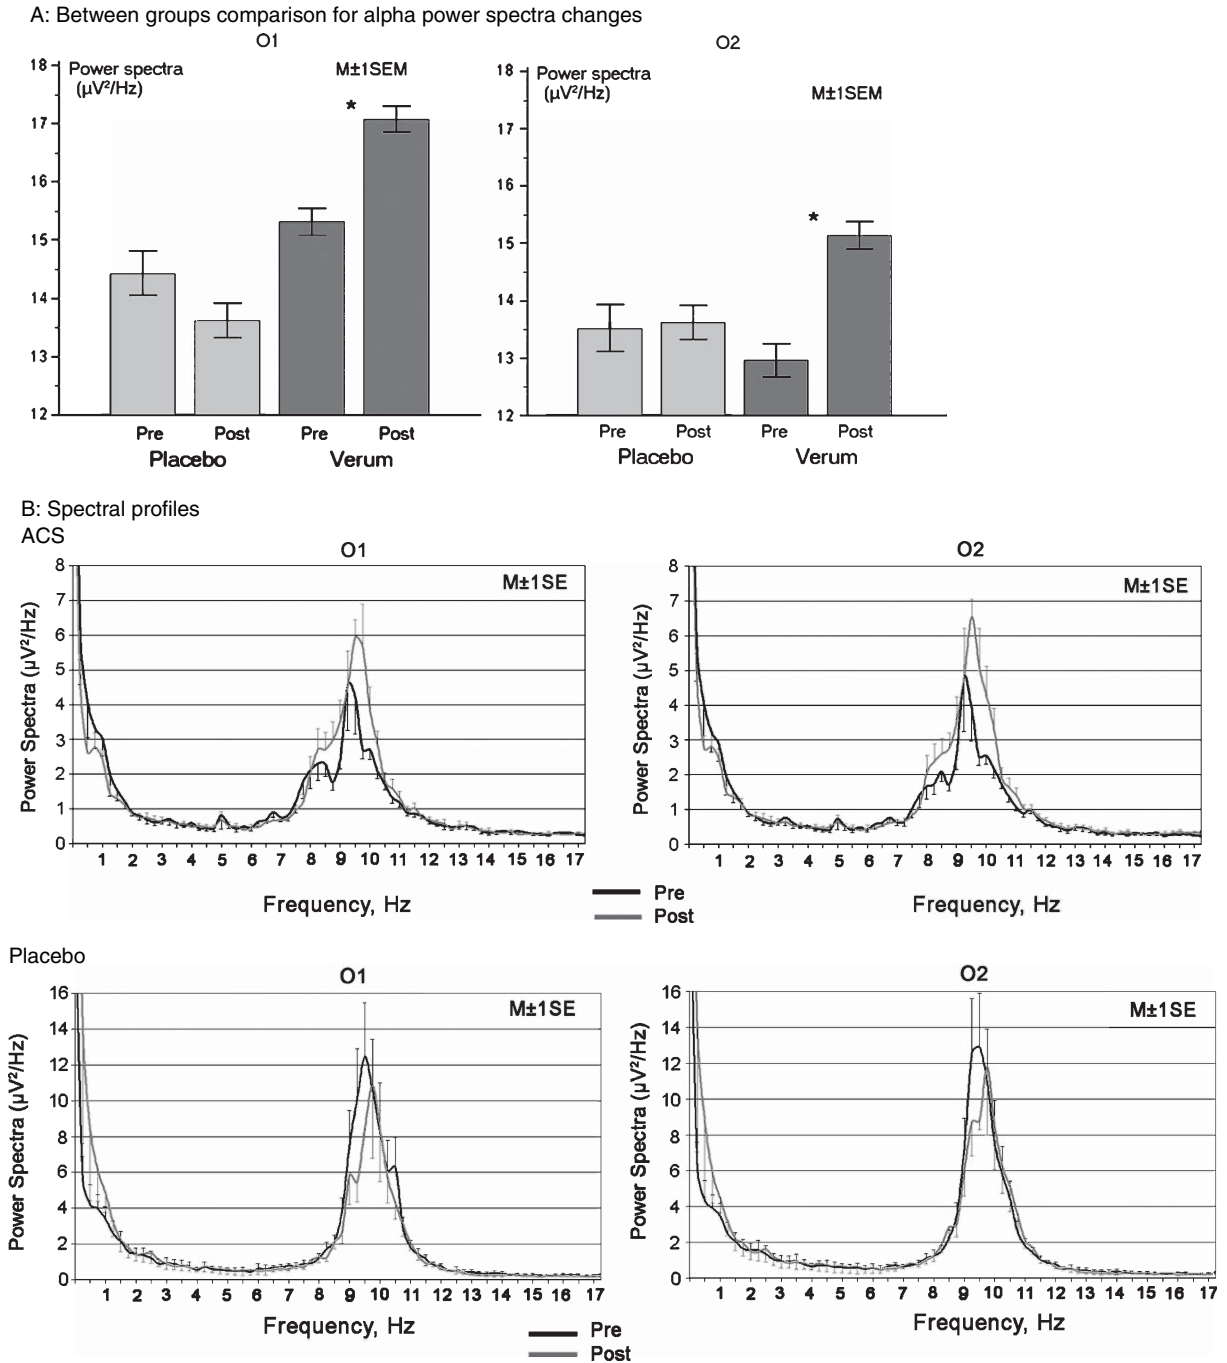 A: Between groups comparison for alpha power spectra changes
O1
O2
18
17
16
15
14
13
12
Power spectra
(µV²/Hz)
M±1SEM
*
Pre
Post
Pre
Post
Placebo
Verum
18
17
16
15
14
13
12
Power spectra
(µV²/Hz)
M±1SEM
*
Pre
Post
Pre
Post
Placebo
Verum
B: Spectral profiles
ACS
O1
M±1SE
Power Spectra (µV²/Hz)
8
7
6
5
4
3
2
1
0
1 2 3 4 5 6 7 8 9 10 11 12 13 14 15 16 17
Frequency, Hz
O2
M±1SE
Power Spectra (µV²/Hz)
8
7
6
5
4
3
2
1
0
1 2 3 4 5 6 7 8 9 10 11 12 13 14 15 16 17
Frequency, Hz
Pre
Post
Placebo
O1
M±1SE
Power Spectra (µV²/Hz)
16
14
12
10
8
6
4
2
0
1 2 3 4 5 6 7 8 9 10 11 12 13 14 15 16 17
Frequency, Hz
O2
M±1SE
Power Spectra (µV²/Hz)
16
14
12
10
8
6
4
2
0
1 2 3 4 5 6 7 8 9 10 11 12 13 14 15 16 17
Frequency, Hz
Pre
Post